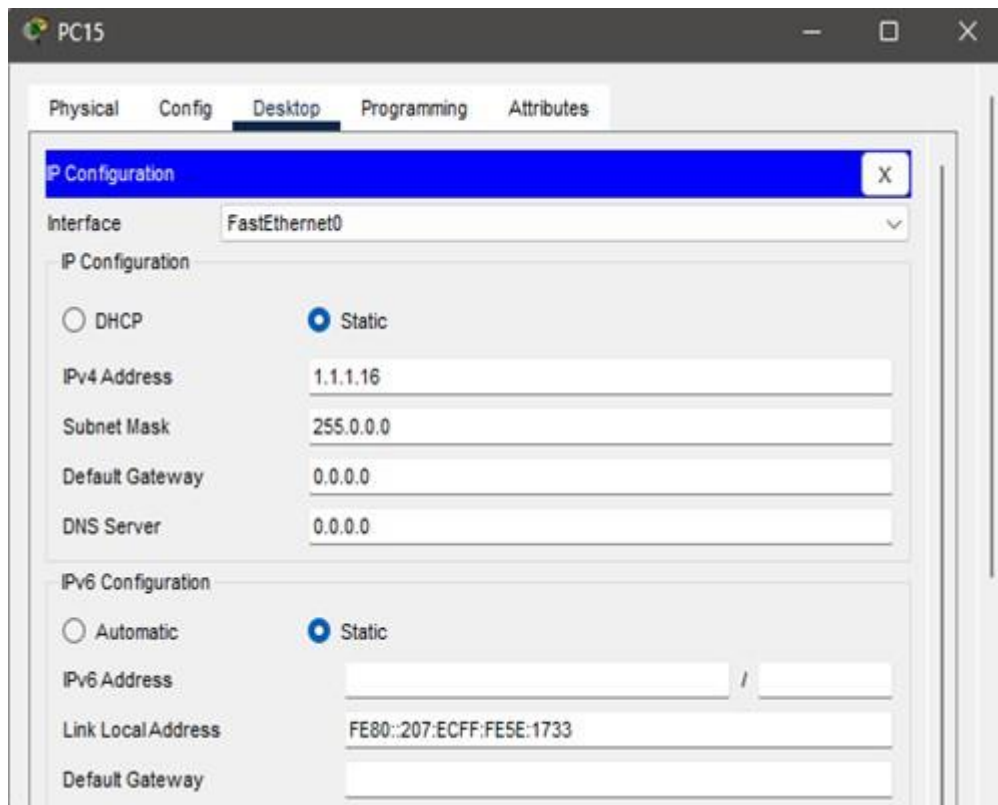 PC15
Physical Config Desktop Programming Attributes
IP Configuration X
Interface FastEthernet0
IP Configuration
DHCP Static
IPv4 Address 1.1.1.16
Subnet Mask 255.0.0.0
Default Gateway 0.0.0.0
DNS Server 0.0.0.0
IPv6 Configuration
Automatic Static
IPv6 Address /
Link Local Address FE80::207:ECFF:FE5E:1733
Default Gateway